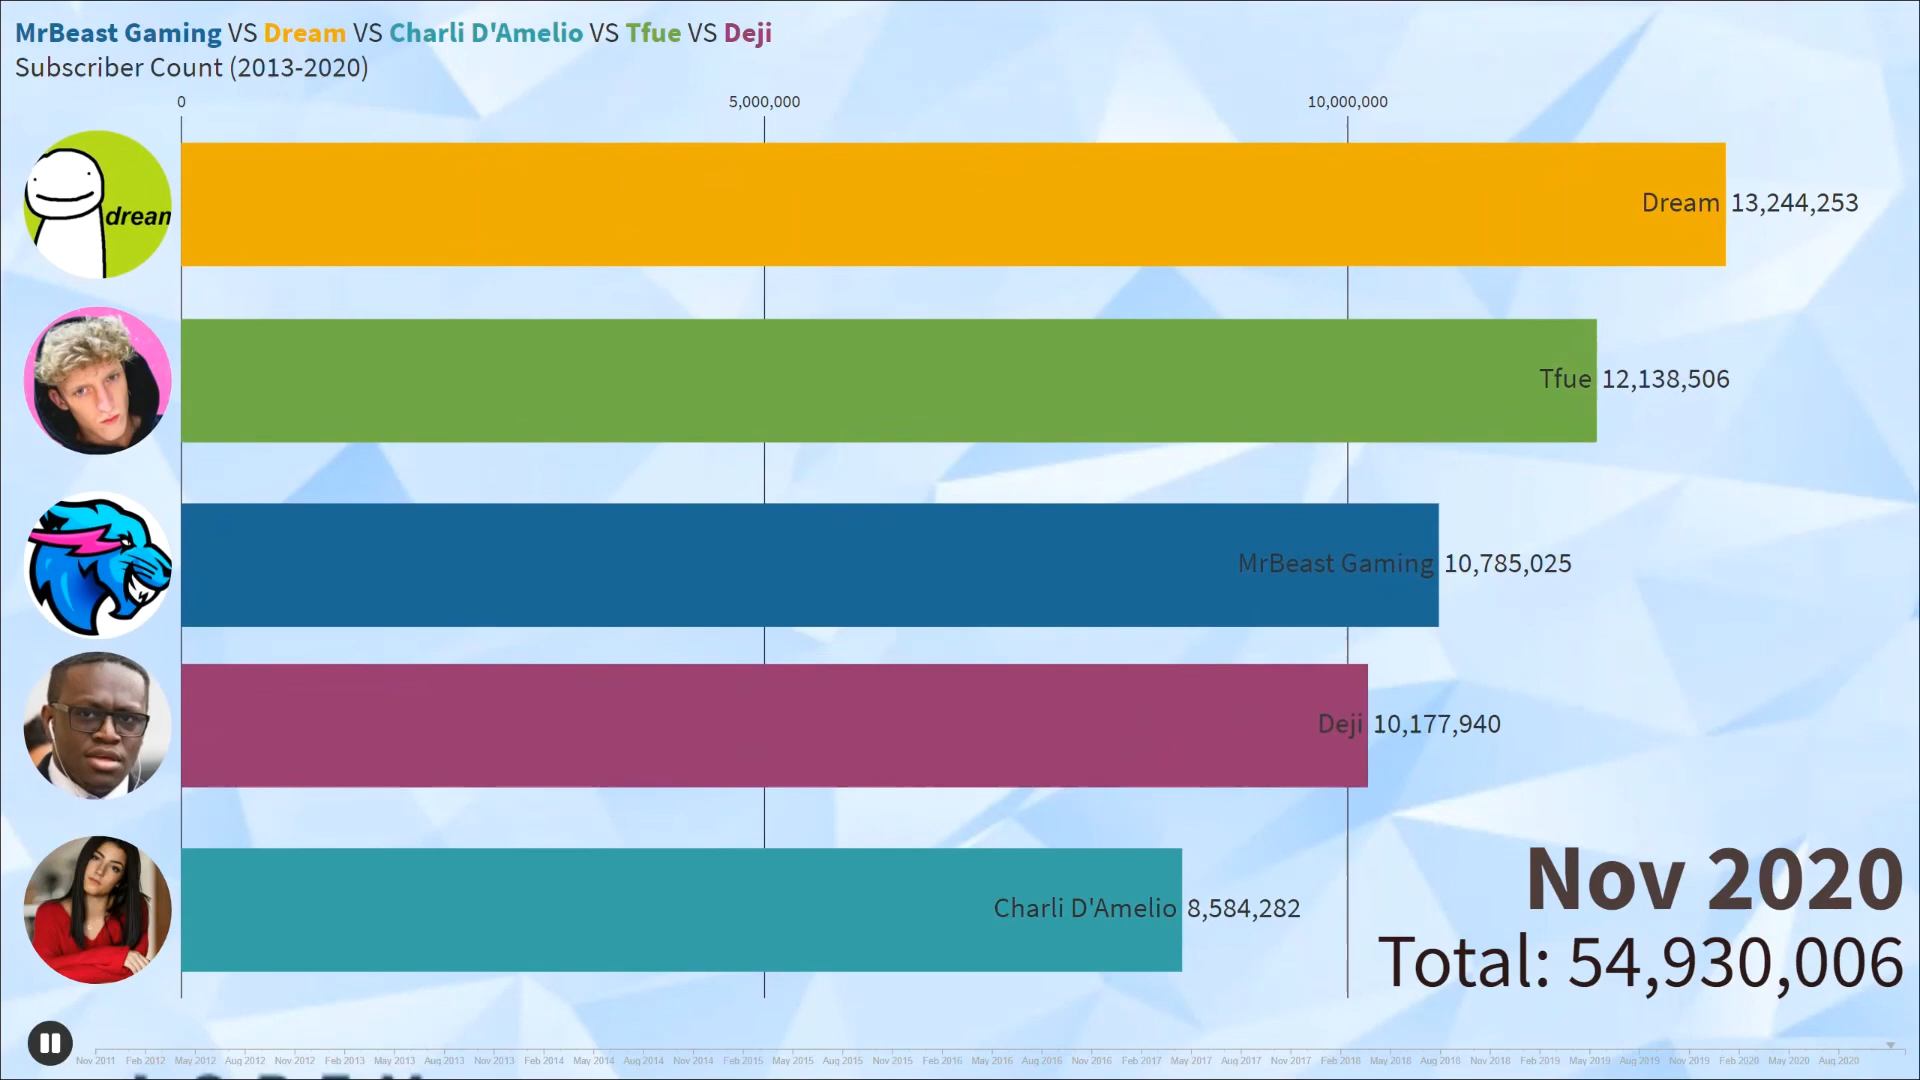 MrBeast Gaming VS Dream VS Charli D'Amelio VS Tfue VS Deji
Subscriber Count (2013-2020)
0 5,000,000 10,000,000
drean
Dream 13,244,253
Tfue 12,138,506
MrBeast Gaming 10,785,025
Deji 10,177,940
Charli D'Amelio 8,584,282
Nov 2020
Total: 54,930,006
Nov 2011 Feb 2012 May 2012 Aug 2012 Nov 2012 Feb 2013 May 2013 Aug 2013 Nov 2013 Feb 2014 May 2014 Aug 2014 Nov 2014 Feb 2015 May 2015 Aug 2015 Nov 2015 Feb 2016 May 2016 Aug 2016 Nov 2016 Feb 2017 May 2017 Aug 2017 Nov 2017 Feb 2018 May 2018 Aug 2018 Nov 2018 Feb 2019 May 2019 Aug 2019 Nov 2019 Feb 2020 May 2020 Aug 2020